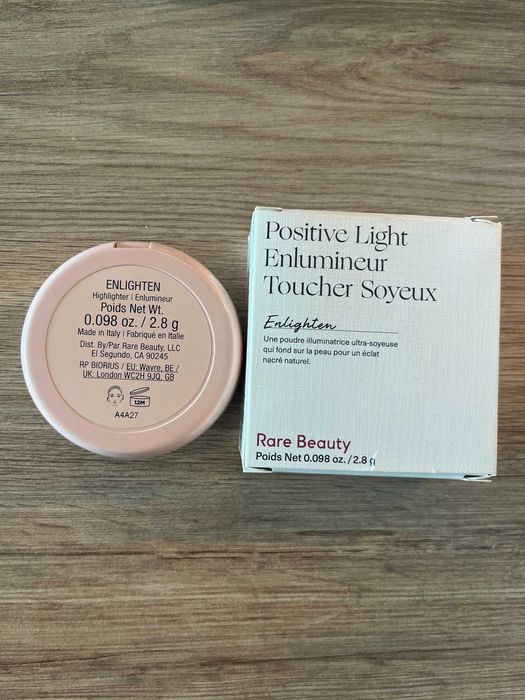 ENLIGHTEN
Highlighter | Enlumineur
Poids Net Wt.
0.098 oz. / 2.8 g
Made in Italy | Fabriqué en Italie
Dist. By/Par Rare Beauty, LLC
El Segundo, CA 90245
RP BIORIUS / EU: Wavre, BE /
UK: London WC2H 9JQ, GB
12M
A4A27
Positive Light
Enlumineur
Toucher Soyeux
Enlighten
Une poudre illuminatrice ultra-soyeuse
qui fond sur la peau pour un éclat
nacré naturel.
Rare Beauty
Poids Net 0.098 oz. / 2.8 g